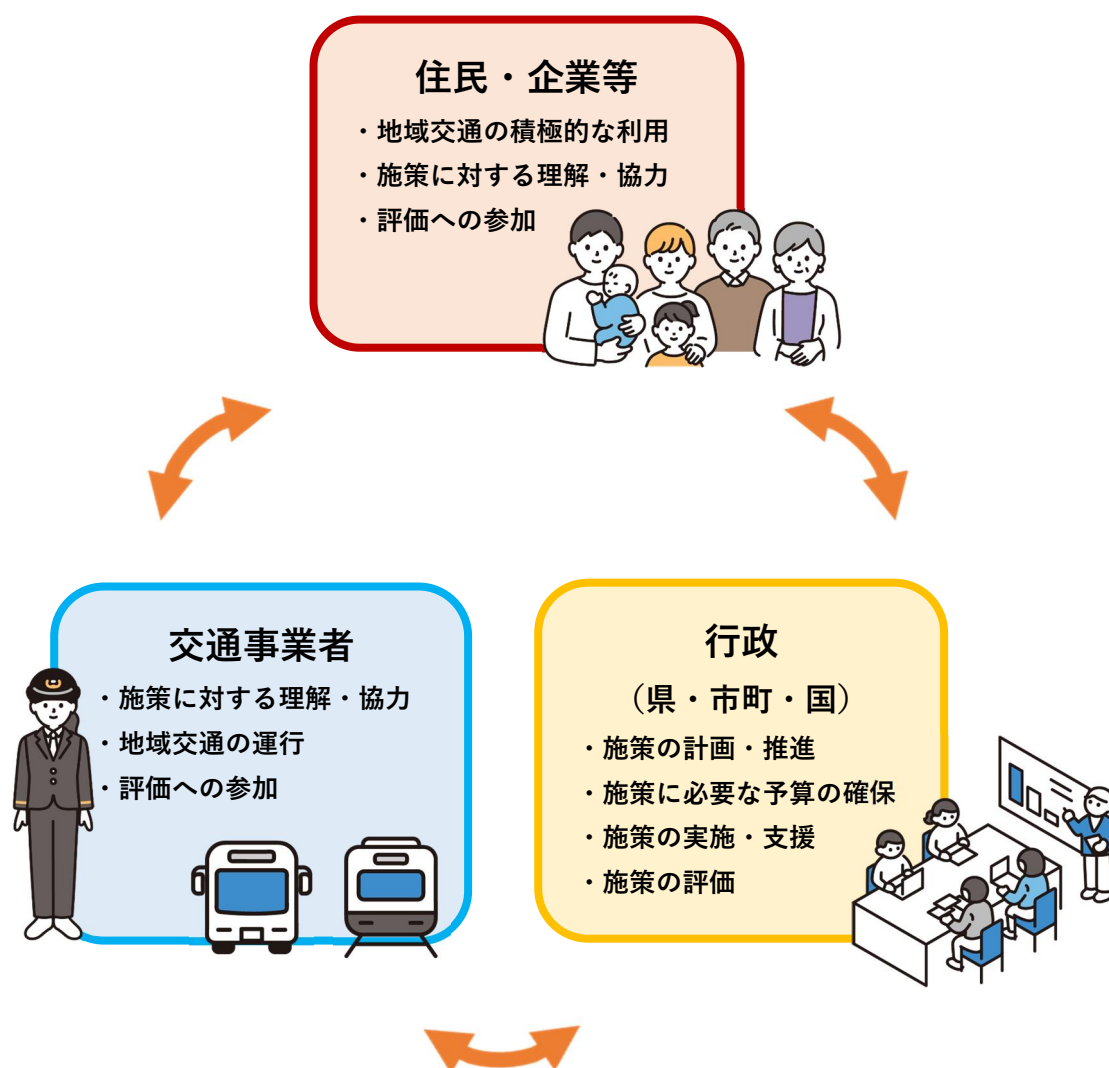 住民・企業等
・地域交通の積極的な利用
・施策に対する理解・協力
・評価への参加
交通事業者
・施策に対する理解・協力
・地域交通の運行
・評価への参加
行政
（県・市町・国）
・施策の計画・推進
・施策に必要な予算の確保
・施策の実施・支援
・施策の評価